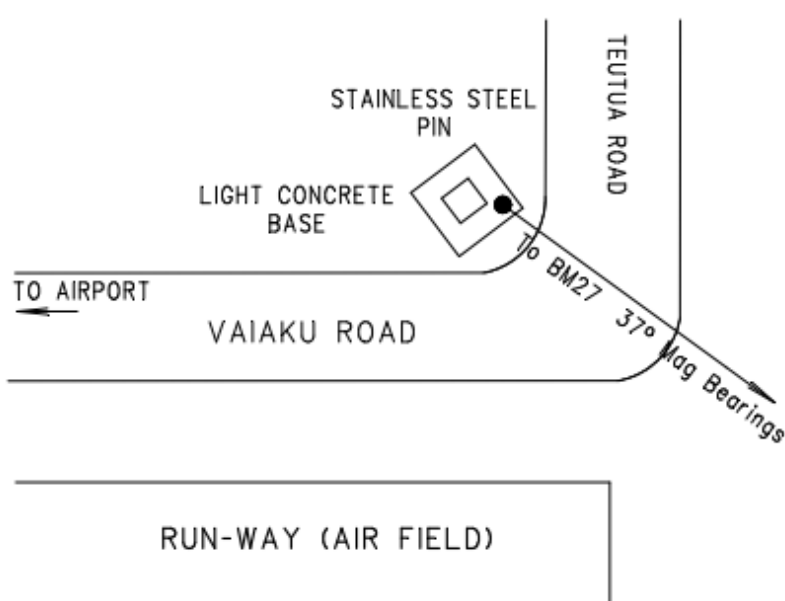 TEUTUA ROAD
STAINLESS STEEL
PIN
LIGHT CONCRETE
BASE
To BM27 37° Mag Bearings
TO AIRPORT
VAIAKU ROAD
RUN-WAY (AIR FIELD)